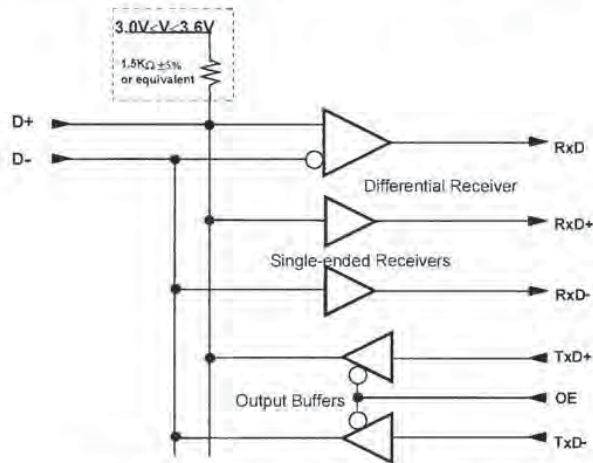 3.0V<V<3.6V
1.5KΩ ±5%
or equivalent
D+
D-
RxD
Differential Receiver
RxD+
Single-ended Receivers
RxD-
TxD+
Output Buffers
OE
TxD-